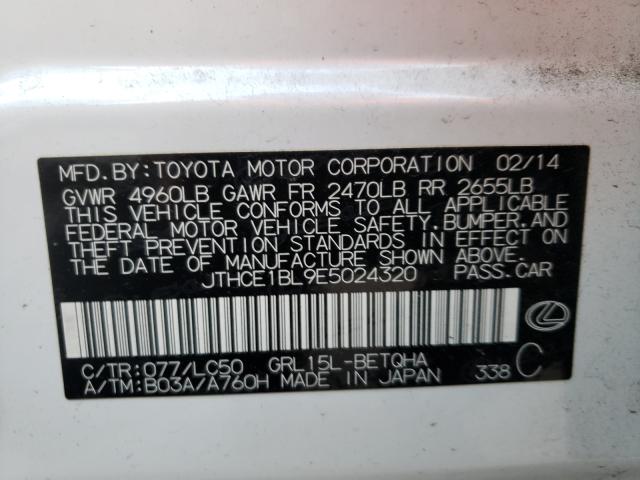 MFD. BY: TOYOTA MOTOR CORPORATION 02/14
GVWR 4960LB GAWR FR 2470LB RR 2655LB
THIS VEHICLE CONFORMS TO ALL APPLICABLE
FEDERAL MOTOR VEHICLE SAFETY, BUMPER, AND
THEFT PREVENTION STANDARDS IN EFFECT ON
THE DATE OF MANUFACTURE SHOWN ABOVE.
JTHCE1BL9E5024320 PASS. CAR
C/TR: 077/LC50 GRL15L-BETQHA
A/TM: B03A/A760H MADE IN JAPAN 338 C